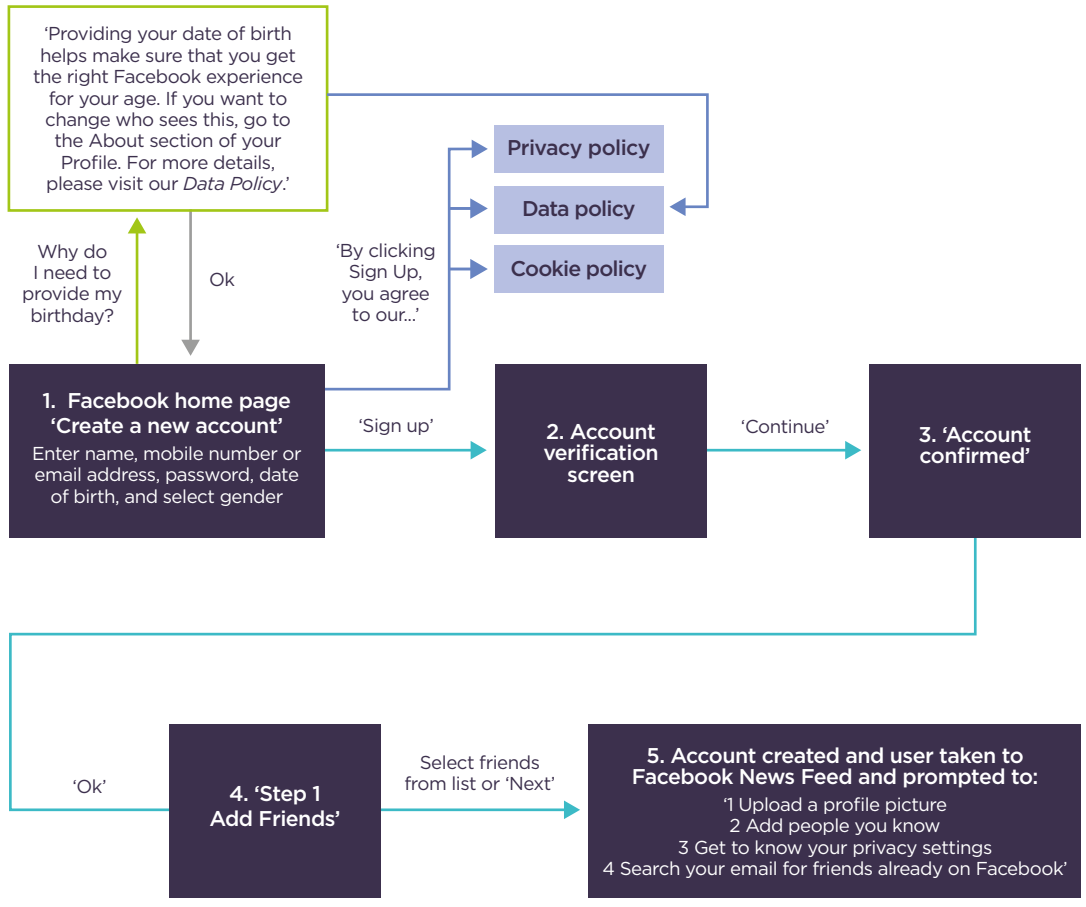 ‘Providing your date of birth
helps make sure that you get
the right Facebook experience
for your age. If you want to
change who sees this, go to
the About section of your
Profile. For more details,
please visit our Data Policy.’
Why do
I need to
provide my
birthday?
Ok
‘By clicking
Sign Up,
you agree
to our...’
Privacy policy
Data policy
Cookie policy
1. Facebook home page
‘Create a new account’
Enter name, mobile number or
email address, password, date
of birth, and select gender
‘Sign up’
2. Account
verification
screen
‘Continue’
3. ‘Account
confirmed’
‘Ok’
4. ‘Step 1
Add Friends’
Select friends
from list or ‘Next’
5. Account created and user taken to
Facebook News Feed and prompted to:
‘1 Upload a profile picture
2 Add people you know
3 Get to know your privacy settings
4 Search your email for friends already on Facebook’